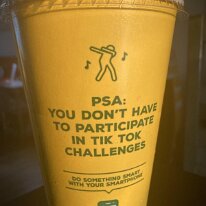 PSA:
YOU DON'T HAVE
TO PARTICIPATE
IN TIK TOK
CHALLENGES
DO SOMETHING SMART
WITH YOUR SMARTPHONE